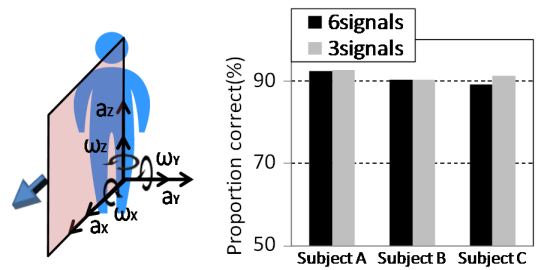 6signals
3signals
aZ
ωZ
ωY
aY
ωX
aX
Proportion correct(%)
90
70
50
Subject A
Subject B
Subject C